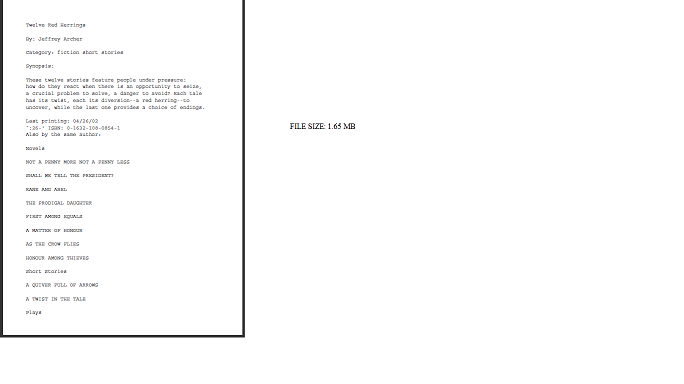 Twelve Red Herrings
By: Jeffrey Archer
Category: fiction short stories
Synopsis:
These twelve stories feature people under pressure:
how do they react when there is an opportunity to seize,
a crucial problem to solve, a danger to avoid? Each tale
has its twist, each its diversion--a red herring--to
uncover, while the last one provides a choice of endings.
Last printing: 04/26/02
`;26-' ISBN: 0-1632-108-0854-1
Also by the same author:
Novels
NOT A PENNY MORE NOT A PENNY LESS
SHALL WE TELL THE PRESIDENT?
KANE AND ABEL
THE PRODIGAL DAUGHTER
FIRST AMONG EQUALS
A MATTER OF HONOUR
AS THE CROW FLIES
HONOUR AMONG THIEVES
Short Stories
A QUIVER FULL OF ARROWS
A TWIST IN THE TALE
Plays
FILE SIZE: 1.65 MB